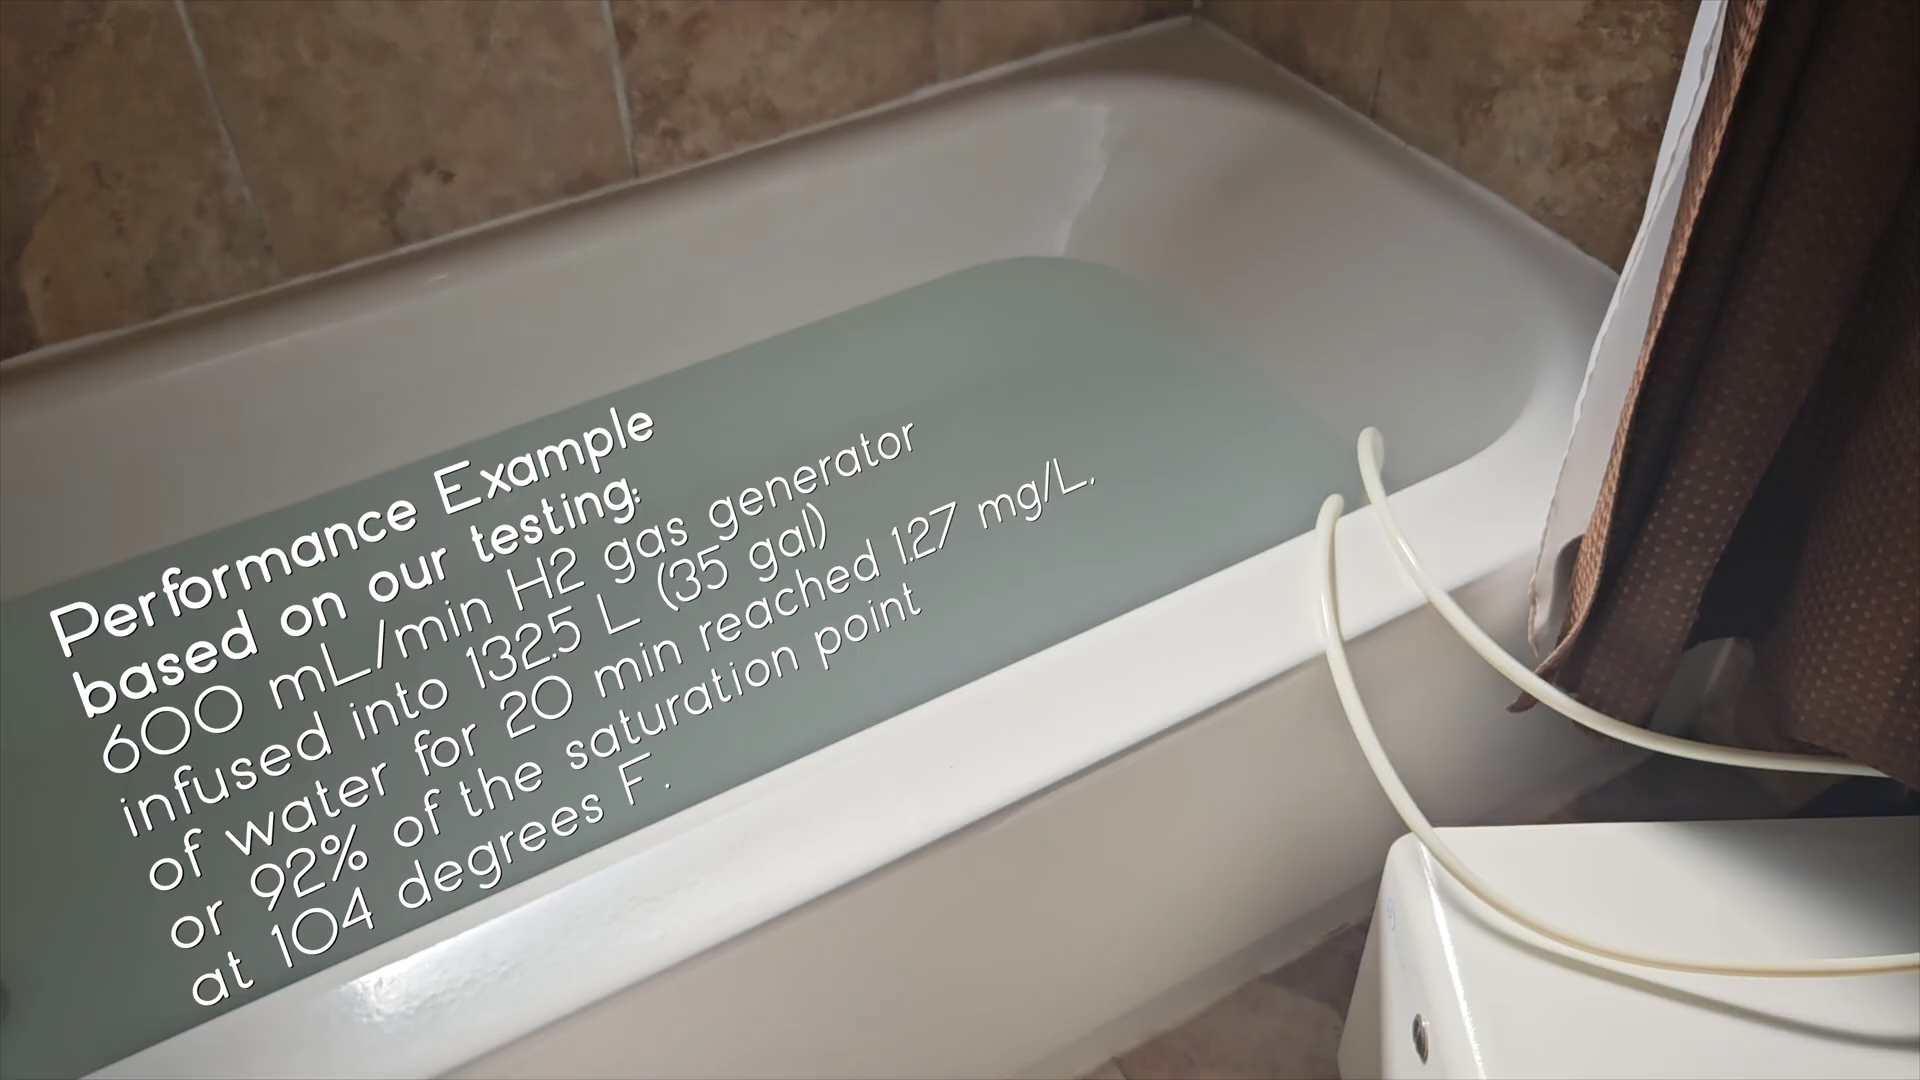 Performance Example
based on our testing:
600 mL/min H2 gas generator
infused into 132.5 L (35 gal)
of water for 20 min reached 1.27 mg/L,
or 92% of the saturation point
at 104 degrees F .